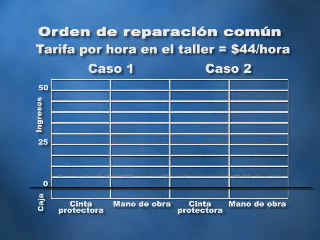 Orden de reparación común
Tarifa por hora en el taller = $44/hora
Caso 1 Caso 2
50
Ingresos
25
0
Caja
Cinta protectora Mano de obra Cinta protectora Mano de obra